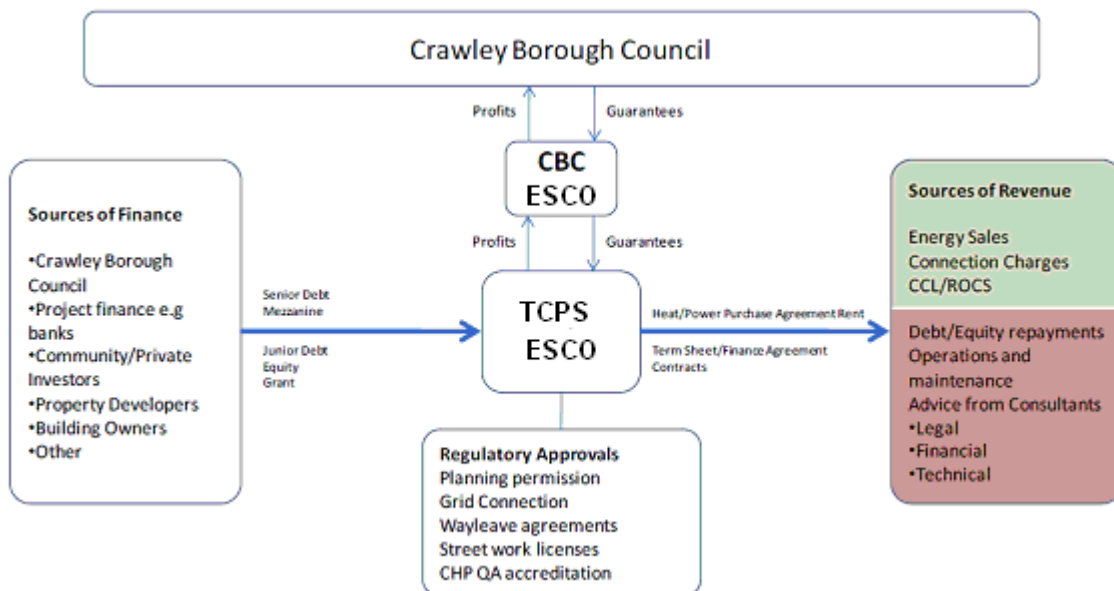 Crawley Borough Council
Profits
Guarantees
CBC
ESCO
Profits
Guarantees
Sources of Finance
•Crawley Borough
Council
•Project finance e.g
banks
•Community/Private
Investors
•Property Developers
•Building Owners
•Other
Senior Debt
Mezzanine
Junior Debt
Equity
Grant
TCPS
ESCO
Heat/Power Purchase Agreement Rent
Term Sheet/Finance Agreement
Contracts
Sources of Revenue
Energy Sales
Connection Charges
CCL/ROCS
Debt/Equity repayments
Operations and
maintenance
Advice from Consultants
•Legal
•Financial
•Technical
Regulatory Approvals
Planning permission
Grid Connection
Wayleave agreements
Street work licenses
CHP QA accreditation